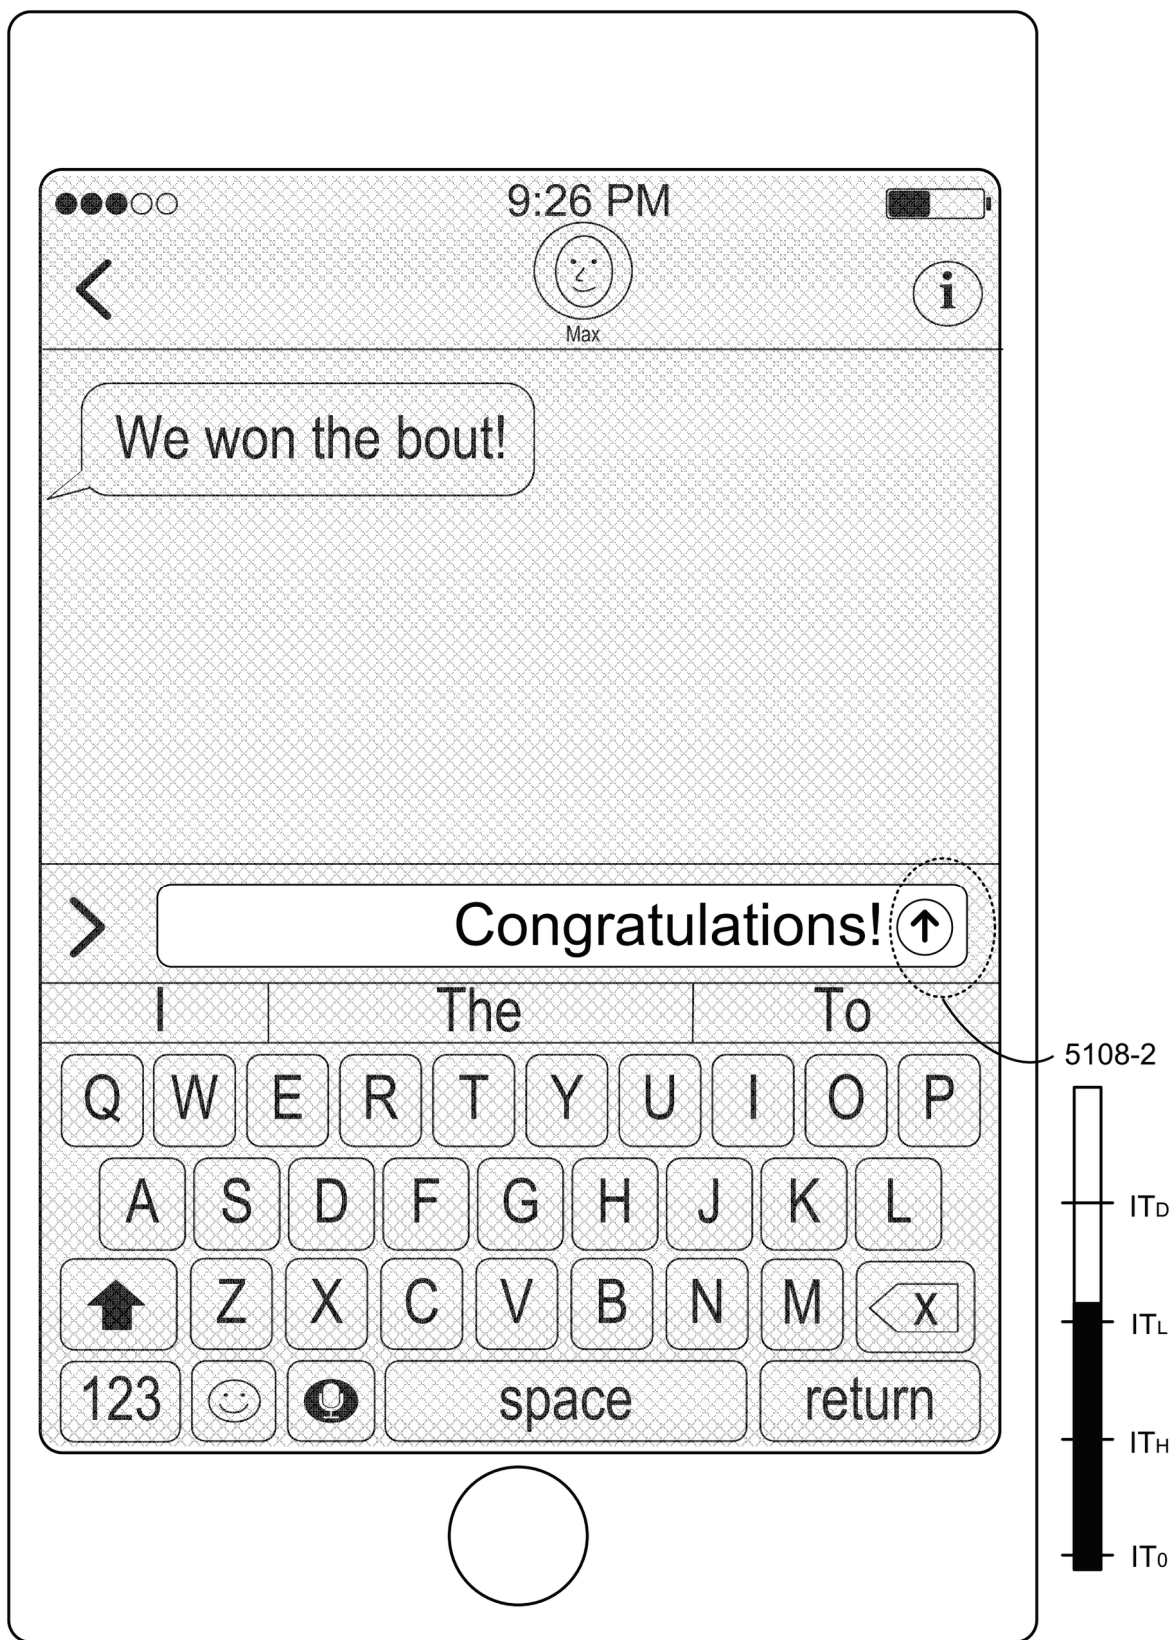 9:26 PM
i
Max
We won the bout!
Congratulations!
I The To
5108-2
Q W E R T Y U I O P
A S D F G H J K L
ITD
Z X C V B N M X
ITL
123 space return
ITH
IT0